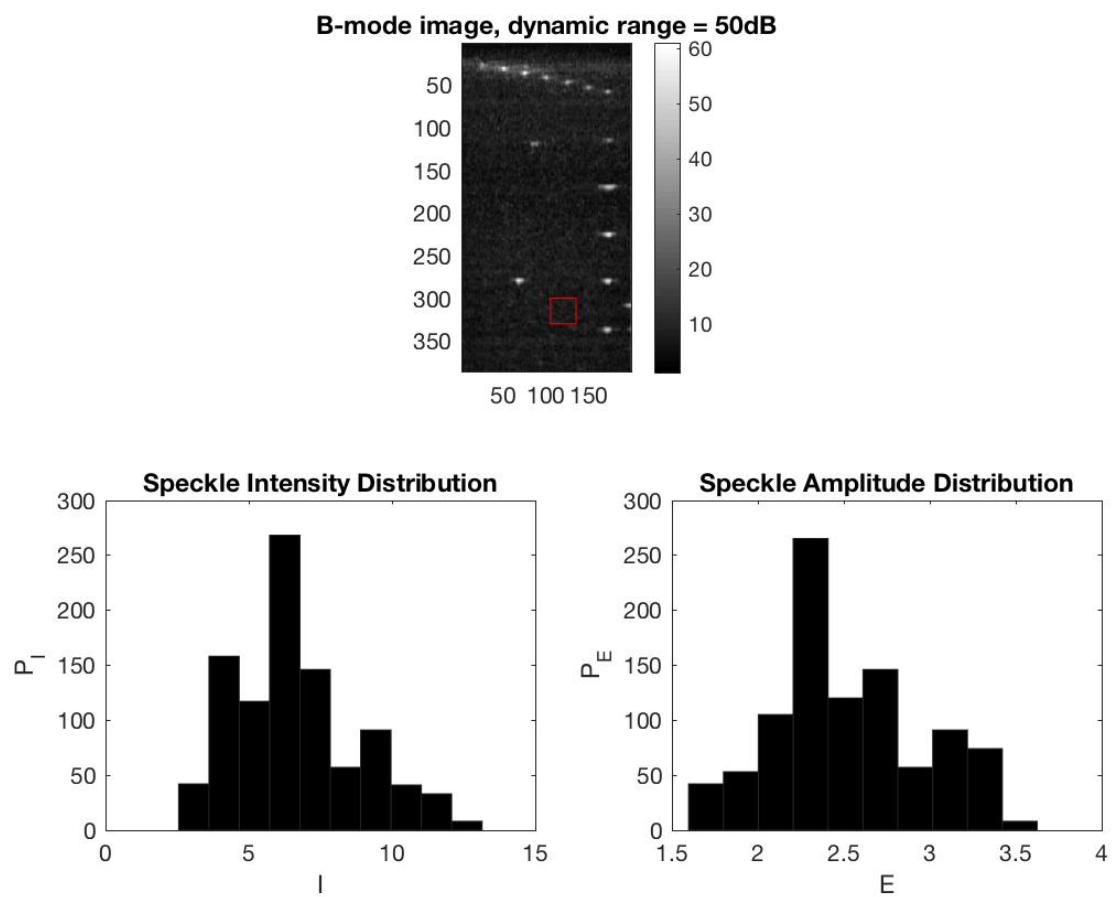 B-mode image, dynamic range = 50dB
50
100
150
200
250
300
350
50 100 150
60
50
40
30
20
10
Speckle Intensity Distribution
300
250
200
150
100
50
0
P_I
0 5 10 15
I
Speckle Amplitude Distribution
300
250
200
150
100
50
0
P_E
1.5 2 2.5 3 3.5 4
E